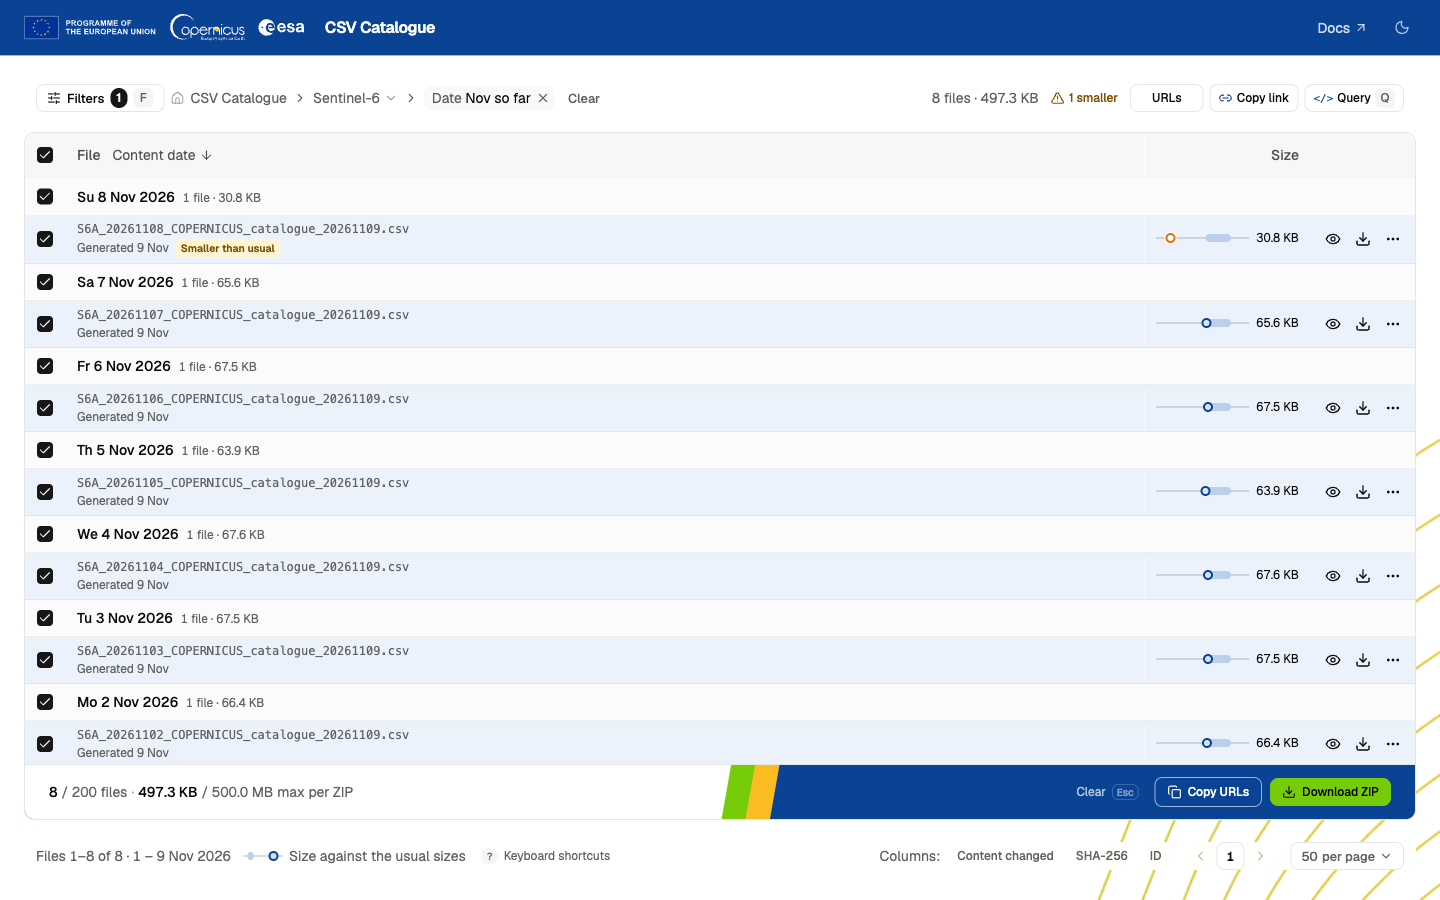 PROGRAMME OF
THE EUROPEAN UNION
opernicus
esa
CSV Catalogue
Docs
Filters 1 F
CSV Catalogue
Sentinel-6
Date Nov so far
Clear
8 files · 497.3 KB
1 smaller
URLs
Copy link
</> Query Q
File Content date
Size
Su 8 Nov 2026 1 file · 30.8 KB
S6A_20261108_COPERNICUS_catalogue_20261109.csv
Generated 9 Nov Smaller than usual
30.8 KB
Sa 7 Nov 2026 1 file · 65.6 KB
S6A_20261107_COPERNICUS_catalogue_20261109.csv
Generated 9 Nov
65.6 KB
Fr 6 Nov 2026 1 file · 67.5 KB
S6A_20261106_COPERNICUS_catalogue_20261109.csv
Generated 9 Nov
67.5 KB
Th 5 Nov 2026 1 file · 63.9 KB
S6A_20261105_COPERNICUS_catalogue_20261109.csv
Generated 9 Nov
63.9 KB
We 4 Nov 2026 1 file · 67.6 KB
S6A_20261104_COPERNICUS_catalogue_20261109.csv
Generated 9 Nov
67.6 KB
Tu 3 Nov 2026 1 file · 67.5 KB
S6A_20261103_COPERNICUS_catalogue_20261109.csv
Generated 9 Nov
67.5 KB
Mo 2 Nov 2026 1 file · 66.4 KB
S6A_20261102_COPERNICUS_catalogue_20261109.csv
Generated 9 Nov
66.4 KB
8 / 200 files · 497.3 KB / 500.0 MB max per ZIP
Clear Esc
Copy URLs
Download ZIP
Files 1–8 of 8 · 1 – 9 Nov 2026
Size against the usual sizes
? Keyboard shortcuts
Columns: Content changed SHA-256 ID
1
50 per page